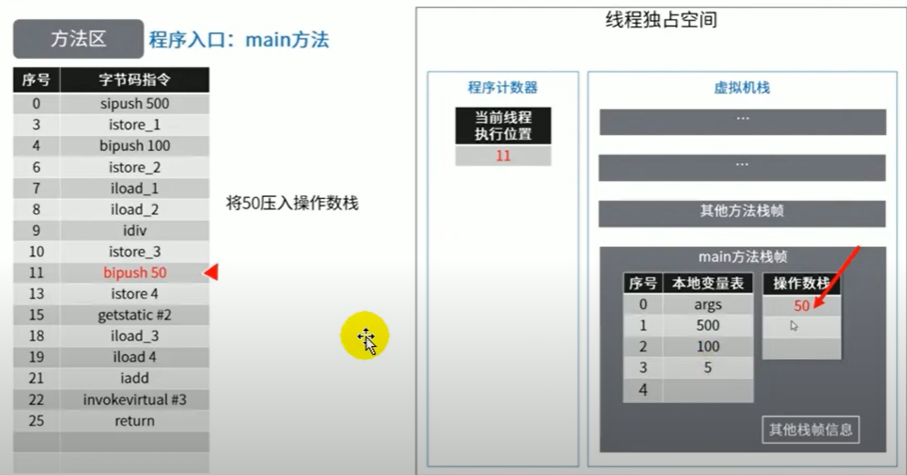 方法区 程序入口：main方法
序号 字节码指令
0 sipush 500
3 istore_1
4 bipush 100
6 istore_2
7 iload_1
8 iload_2
9 idiv
10 istore_3
11 bipush 50
13 istore 4
15 getstatic #2
18 iload_3
19 iload 4
21 iadd
22 invokevirtual #3
25 return
将50压入操作数栈
线程独占空间
程序计数器
当前线程
执行位置
11
虚拟机栈
...
...
其他方法栈帧
main方法栈帧
序号 本地变量表
0 args
1 500
2 100
3 5
4
操作数栈
50
其他栈帧信息